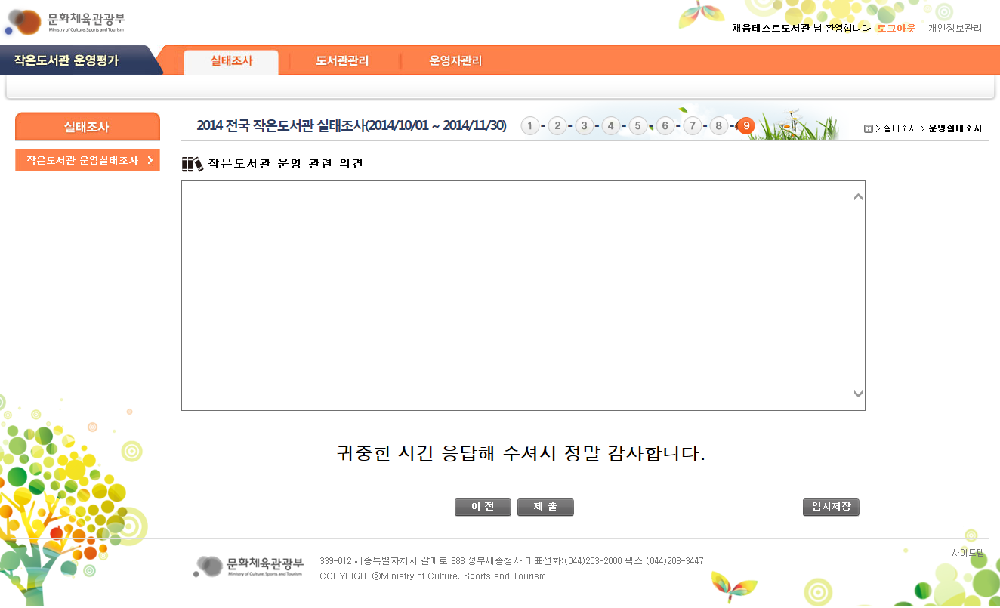 문화체육관광부
Ministry of Culture, Sports and Tourism
채움테스트도서관 님 환영합니다. 로그아웃 | 개인정보관리
작은도서관 운영평가
실태조사
도서관관리
운영자관리
실태조사
2014 전국 작은도서관 실태조사(2014/10/01 ~ 2014/11/30)
1 - 2 - 3 - 4 - 5 - 6 - 7 - 8 - 9
H > 실태조사 > 운영실태조사
작은도서관 운영실태조사 >
작은도서관 운영 관련 의견
귀중한 시간 응답해 주셔서 정말 감사합니다.
이 전
제 출
임시저장
사이트맵
문화체육관광부
Ministry of Culture, Sports and Tourism
339-012 세종특별자치시 갈매로 388 정부세종청사 대표전화:(044)203-2000 팩스:(044)203-3447
COPYRIGHTⓒMinistry of Culture, Sports and Tourism